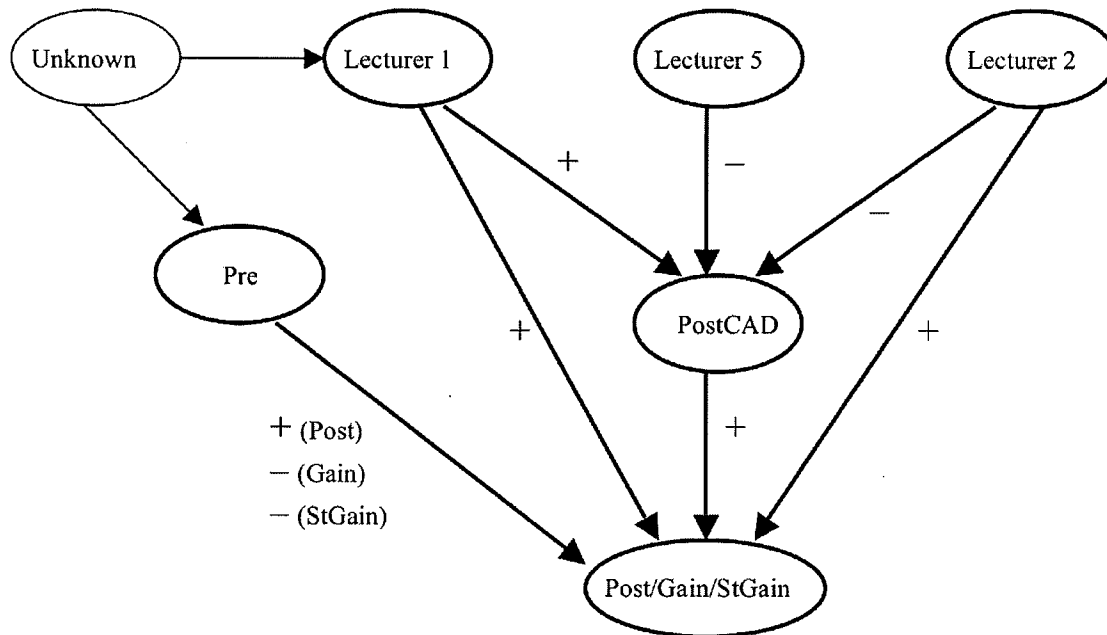 Unknown
Lecturer 1
Lecturer 5
Lecturer 2
+
−
−
Pre
PostCAD
+
+
+ (Post)
+
− (Gain)
− (StGain)
Post/Gain/StGain